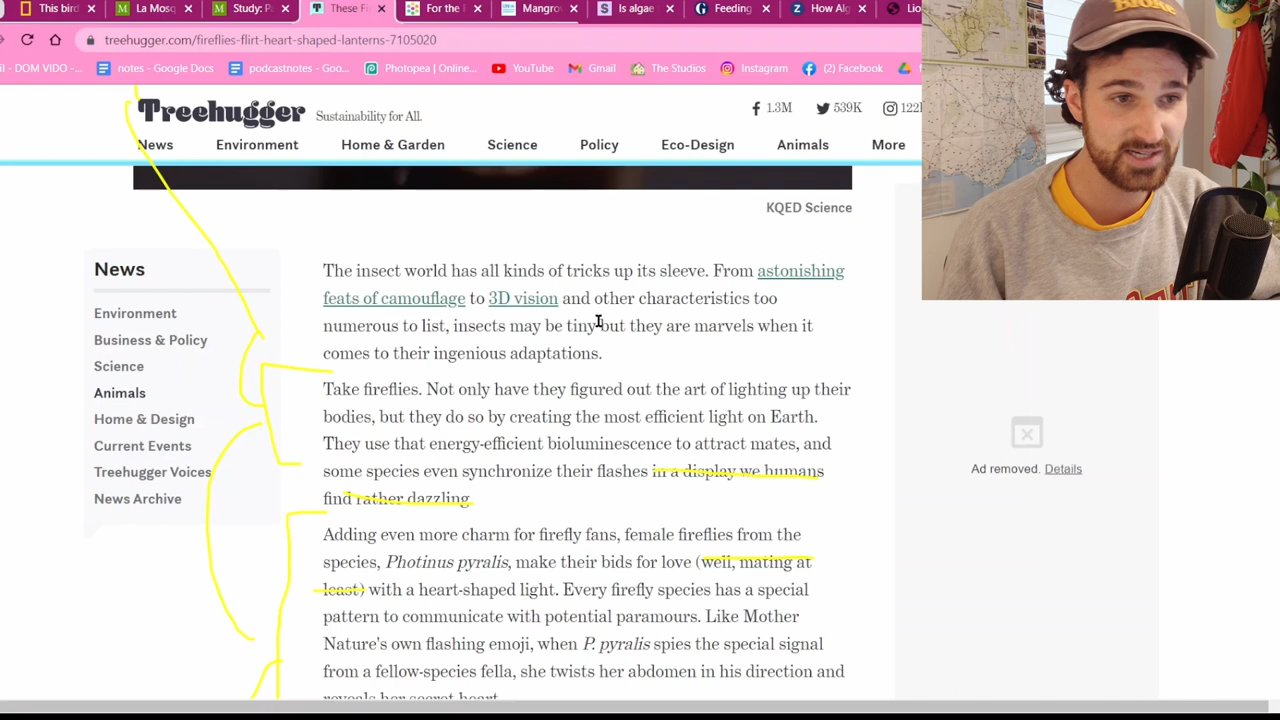 This bird
La Mosq
Study: Pa
These Fi
For the
Mangrov
Is algae
Feeding
How Alg
Lio
treehugger.com/fireflies-flirt-heart-shaped-lanterns-7105020
il - DOM VIDO ...
notes - Google Docs
podcastnotes - Goo...
Photopea | Online...
YouTube
Gmail
The Studios
Instagram
(2) Facebook
Treehugger
Sustainability for All.
1.3M
539K
122
News
Environment
Home & Garden
Science
Policy
Eco-Design
Animals
More
KQED Science
News
Environment
Business & Policy
Science
Animals
Home & Design
Current Events
Treehugger Voices
News Archive
The insect world has all kinds of tricks up its sleeve. From astonishing
feats of camouflage to 3D vision and other characteristics too
numerous to list, insects may be tiny but they are marvels when it
comes to their ingenious adaptations.
Take fireflies. Not only have they figured out the art of lighting up their
bodies, but they do so by creating the most efficient light on Earth.
They use that energy-efficient bioluminescence to attract mates, and
some species even synchronize their flashes in a display we humans
find rather dazzling.
Adding even more charm for firefly fans, female fireflies from the
species, Photinus pyralis, make their bids for love (well, mating at
least) with a heart-shaped light. Every firefly species has a special
pattern to communicate with potential paramours. Like Mother
Nature's own flashing emoji, when P. pyralis spies the special signal
from a fellow-species fella, she twists her abdomen in his direction and
reveals her secret heart.
Ad removed. Details